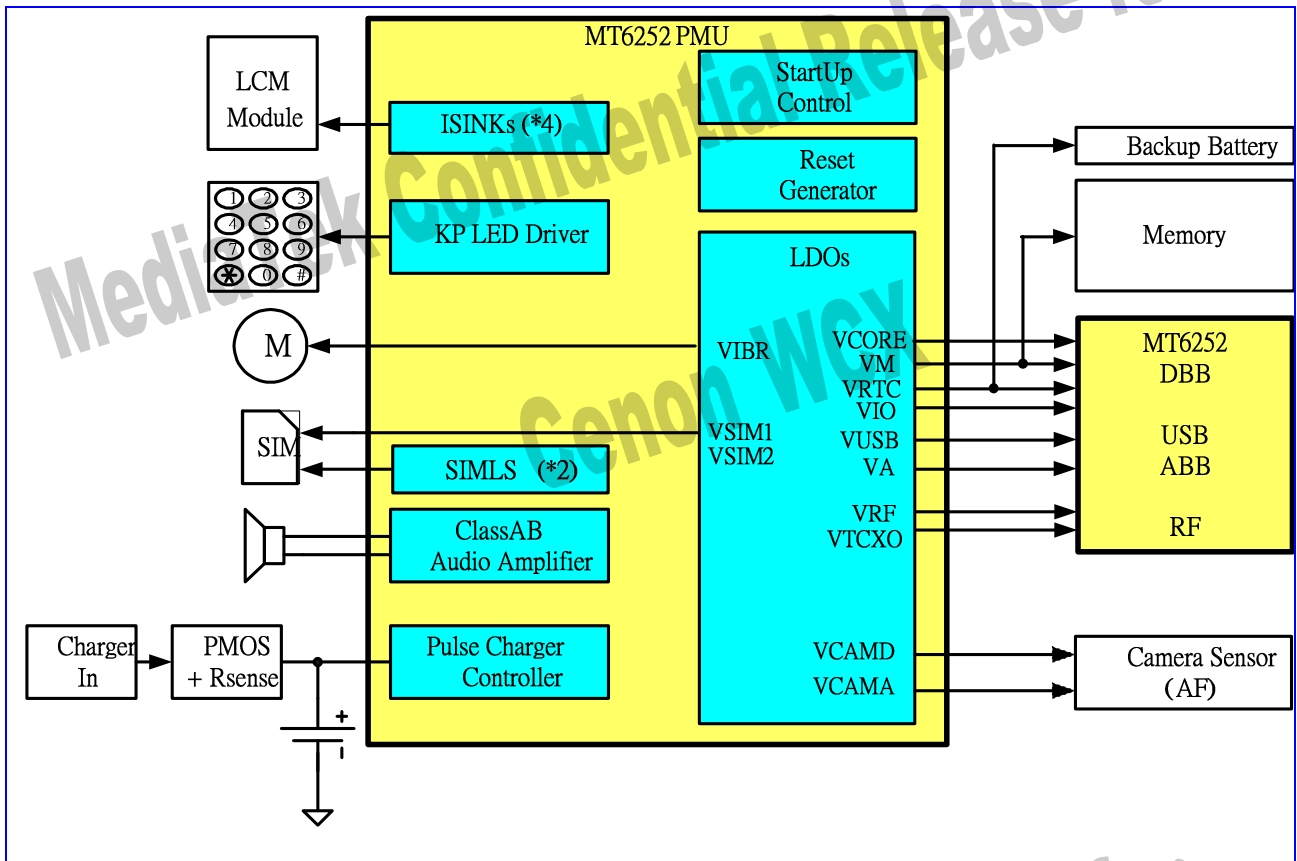 MT6252 PMU
LCM
Module
ISINKs (*4)
StartUp
Control
Reset
Generator
Backup Battery
1 2 3
4 5 6
7 8 9
* 0 #
KP LED Driver
Memory
LDOs
M
VIBR
VCORE
VM
VRTC
VIO
VUSB
VA
VRF
VTCXO
MT6252
DBB
USB
ABB
RF
SIM
VSIM1
VSIM2
SIMLS (*2)
ClassAB
Audio Amplifier
Charger
In
PMOS
+ Rsense
+
Pulse Charger
Controller
VCAMD
VCAMA
Camera Sensor
(AF)
MediaTek Confidential Release
Cenon WCX